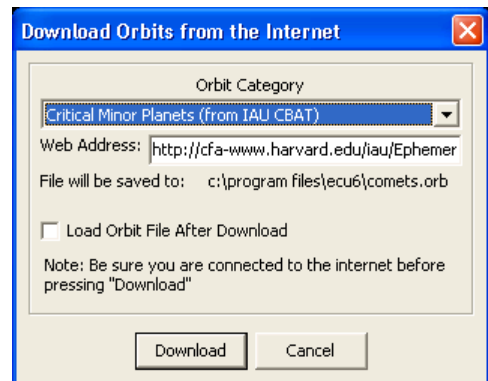 Download Orbits from the Internet
Orbit Category
Critical Minor Planets (from IAU CBAT)
Web Address: http://cfa-www.harvard.edu/iau/Ephemer
File will be saved to: c:\program files\ecu6\comets.orb
Load Orbit File After Download
Note: Be sure you are connected to the internet before
pressing "Download"
Download Cancel